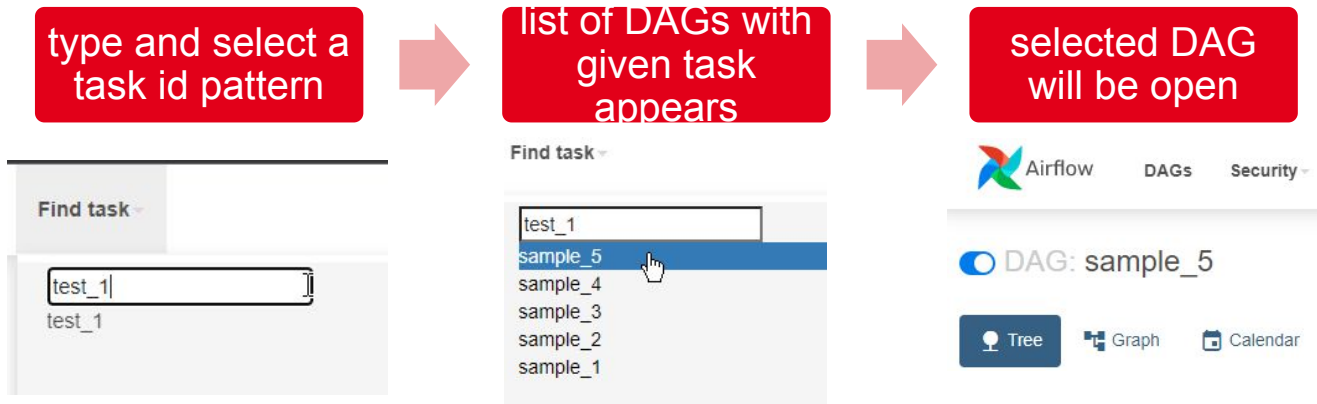 type and select a
task id pattern
list of DAGs with
given task
appears
selected DAG
will be open
Find task
test_1
test_1
Find task
test_1
sample_5
sample_4
sample_3
sample_2
sample_1
Airflow DAGs Security
DAG: sample_5
Tree Graph Calendar